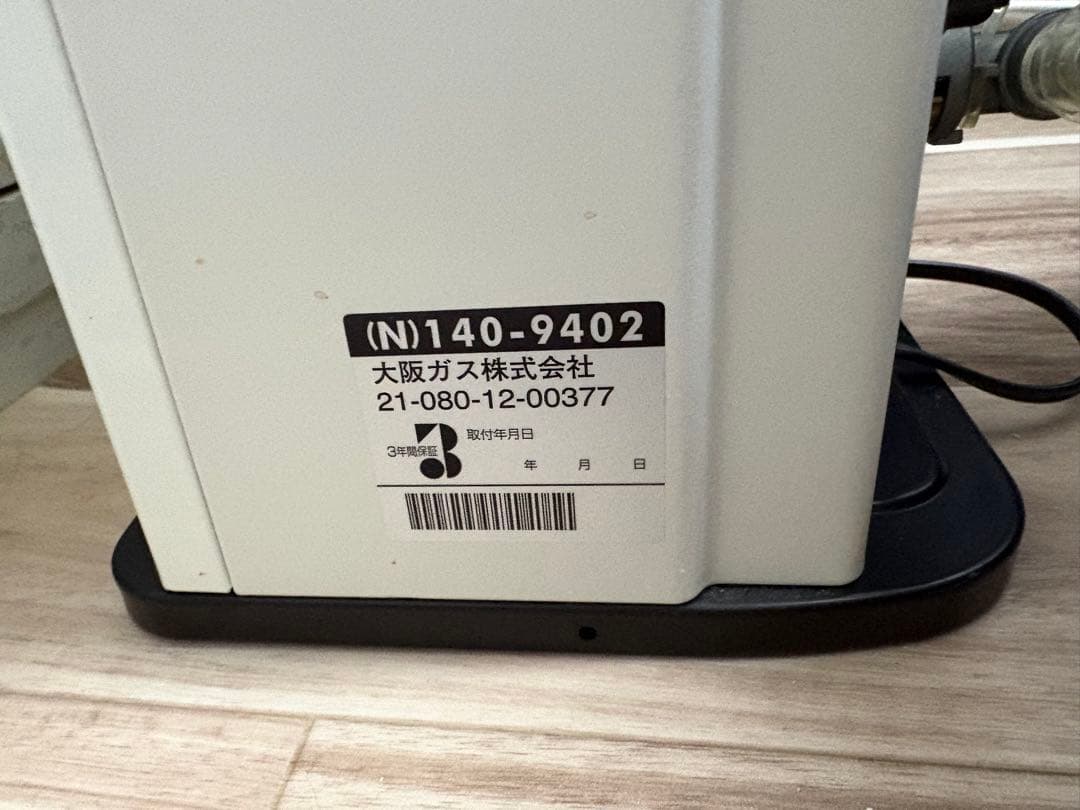 (N)140-9402
大阪ガス株式会社
21-080-12-00377
3年間保証
3
取付年月日
年 月 日